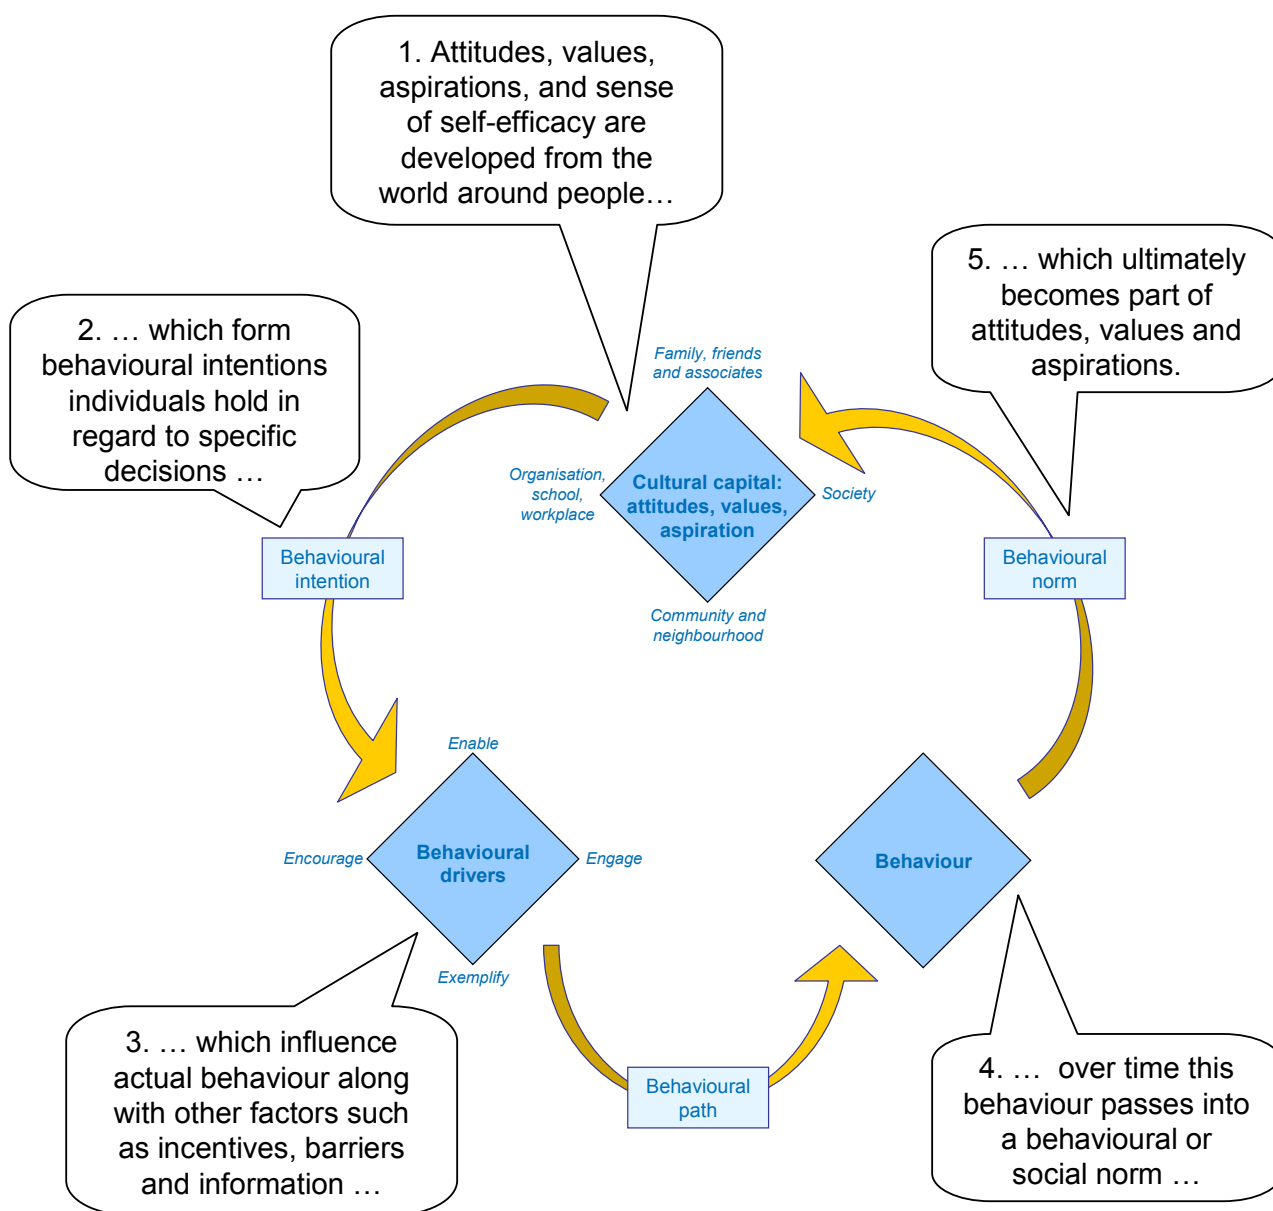 1. Attitudes, values,
aspirations, and sense
of self-efficacy are
developed from the
world around people…
2. … which form
behavioural intentions
individuals hold in
regard to specific
decisions …
5. … which ultimately
becomes part of
attitudes, values and
aspirations.
Family, friends
and associates
Organisation,
school,
workplace
Cultural capital:
attitudes, values,
aspiration
Society
Community and
neighbourhood
Behavioural
intention
Behavioural
norm
Enable
Encourage
Behavioural
drivers
Engage
Exemplify
Behaviour
Behavioural
path
3. … which influence
actual behaviour along
with other factors such
as incentives, barriers
and information …
4. … over time this
behaviour passes into
a behavioural or
social norm …